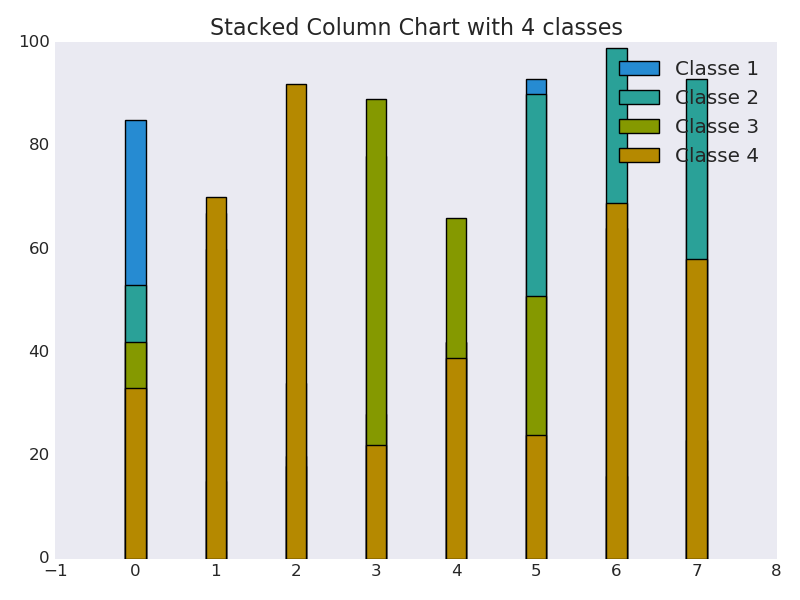 Stacked Column Chart with 4 classes
100
80
60
40
20
0
−1 0 1 2 3 4 5 6 7 8
Classe 1
Classe 2
Classe 3
Classe 4